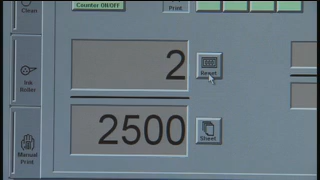 Clean
Counter ON/OFF
Print
2
Reset
Ink
Roller
2500
Sheet
Manual
Print